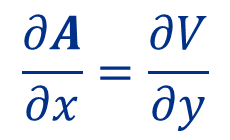 ∂A/∂x = ∂V/∂y